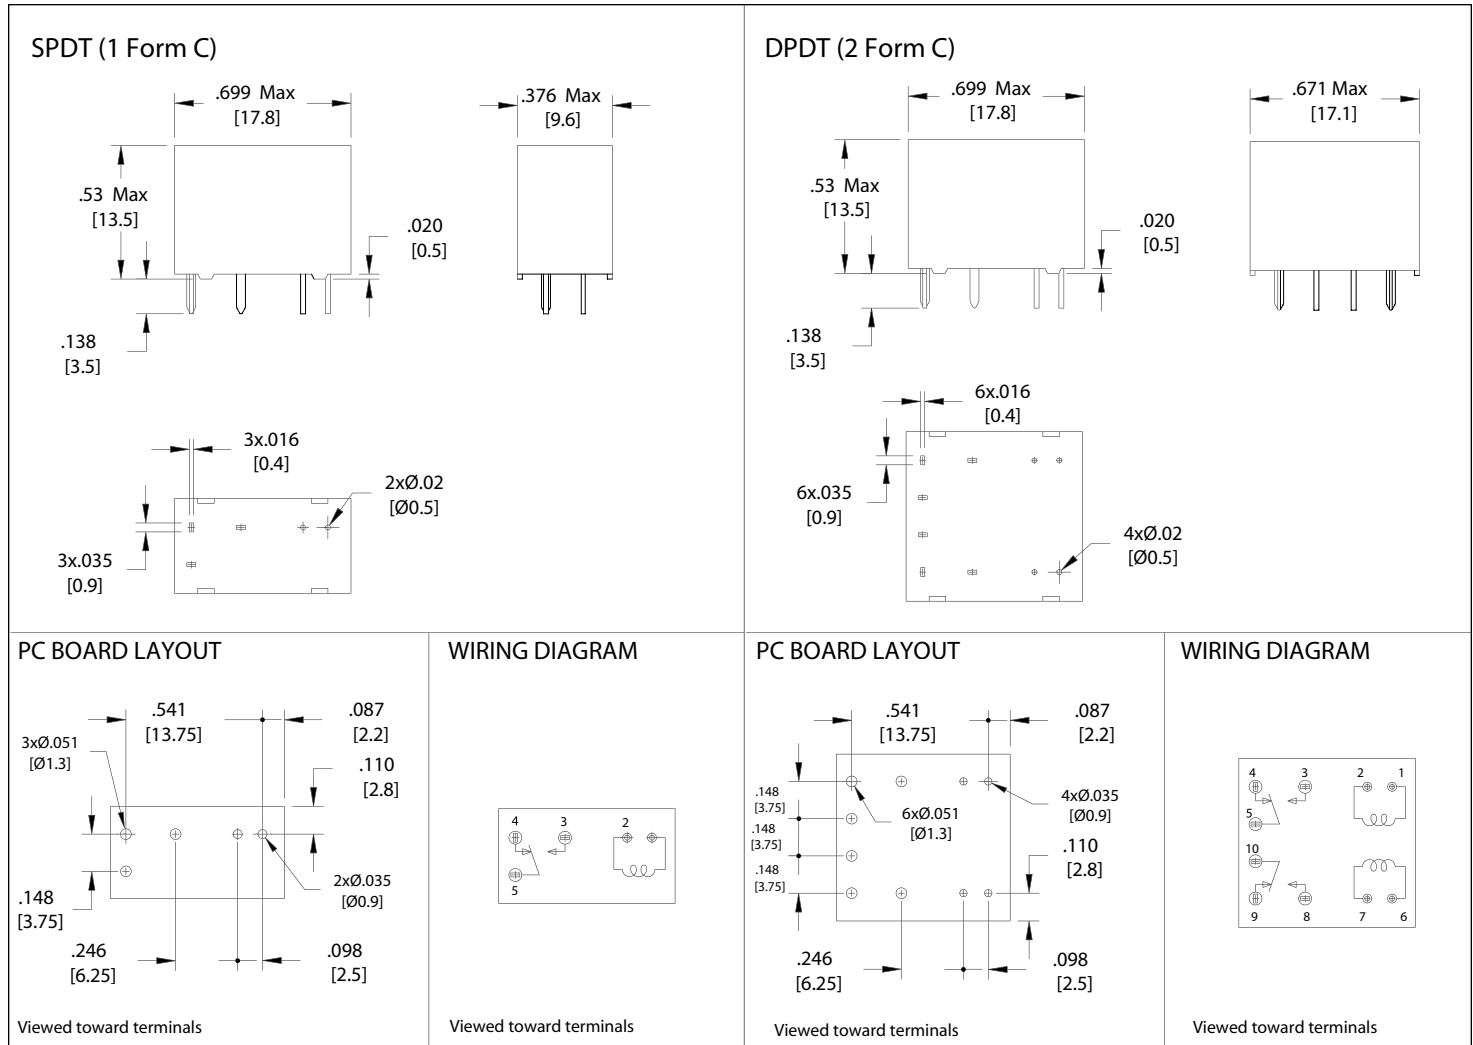 SPDT (1 Form C)
.699 Max
[17.8]
.376 Max
[9.6]
.53 Max
[13.5]
.020
[0.5]
.138
[3.5]
3x.016
[0.4]
2xØ.02
[Ø0.5]
3x.035
[0.9]
DPDT (2 Form C)
.699 Max
[17.8]
.671 Max
[17.1]
.53 Max
[13.5]
.020
[0.5]
.138
[3.5]
6x.016
[0.4]
6x.035
[0.9]
4xØ.02
[Ø0.5]
PC BOARD LAYOUT
.541
[13.75]
.087
[2.2]
3xØ.051
[Ø1.3]
.110
[2.8]
.148
[3.75]
2xØ.035
[Ø0.9]
.246
[6.25]
.098
[2.5]
Viewed toward terminals
WIRING DIAGRAM
4 3 2
5
Viewed toward terminals
PC BOARD LAYOUT
.541
[13.75]
.087
[2.2]
.148
[3.75]
.148
[3.75]
.148
[3.75]
6xØ.051
[Ø1.3]
4xØ.035
[Ø0.9]
.110
[2.8]
.246
[6.25]
.098
[2.5]
Viewed toward terminals
WIRING DIAGRAM
4 3 2 1
5
10
9 8 7 6
Viewed toward terminals